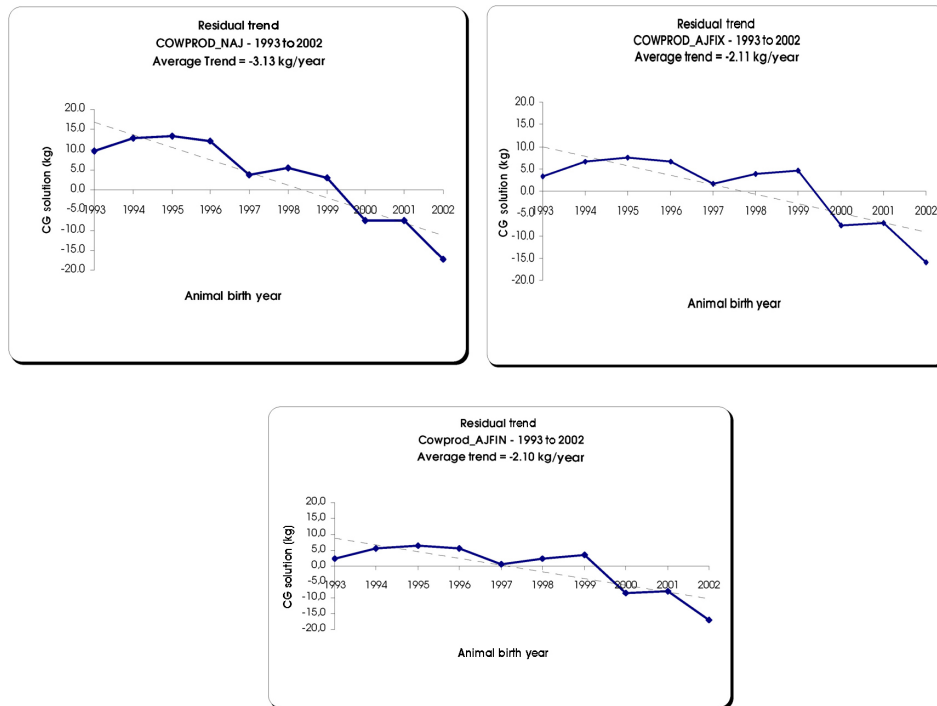 Residual trend
COWPROD_NAJ - 1993 to 2002
Average Trend = -3.13 kg/year
20.0
15.0
10.0
5.0
0.0
-5.0
-10.0
-15.0
-20.0
CG solution (kg)
1993 1994 1995 1996 1997 1998 1999 2000 2001 2002
Animal birth year
Residual trend
COWPROD_AJFIX - 1993 to 2002
Average trend = -2.11 kg/year
20.0
15.0
10.0
5.0
0.0
-5.0
-10.0
-15.0
-20.0
CG solution (kg)
1993 1994 1995 1996 1997 1998 1999 2000 2001 2002
Animal birth year
Residual trend
Cowprod_AJFIN - 1993 to 2002
Average trend = -2.10 kg/year
20.0
15.0
10.0
5.0
0.0
-5.0
-10.0
-15.0
-20.0
CG solution (kg)
1993 1994 1995 1996 1997 1998 1999 2000 2001 2002
Animal birth year